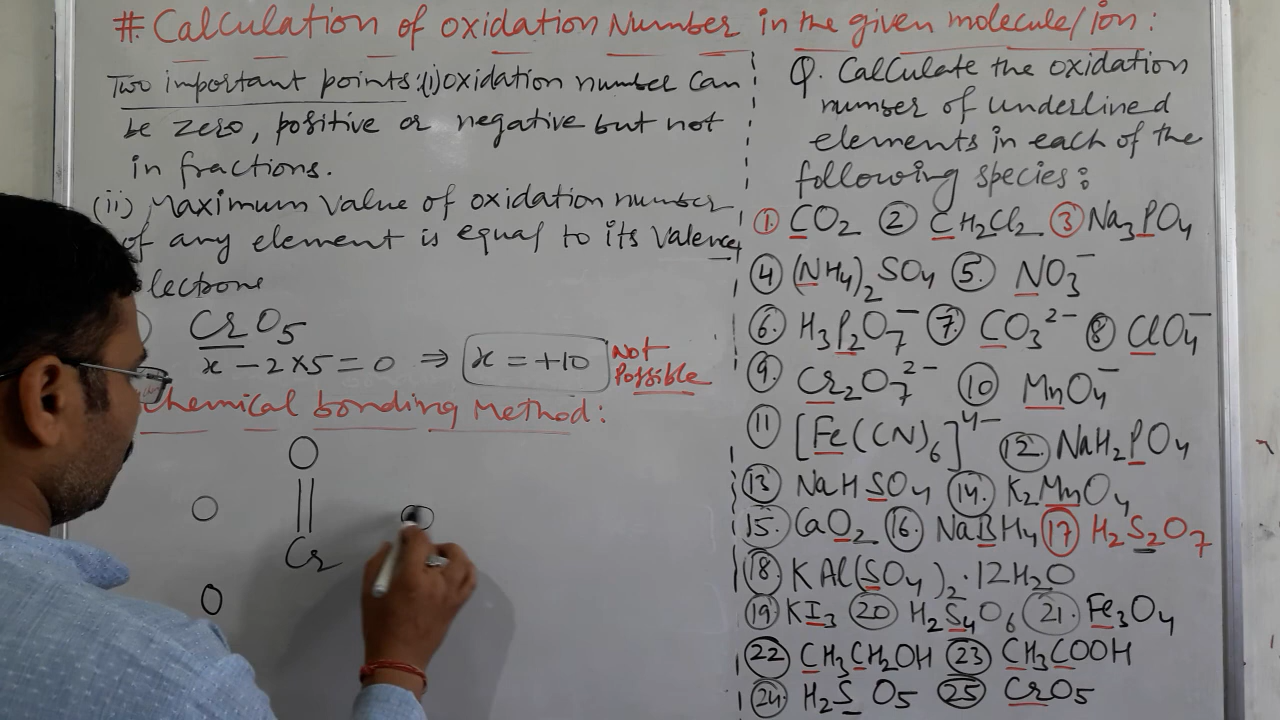 # Calculation of oxidation Number in the given molecule/ion:
Two important points: (i) oxidation number can
be zero, positive or negative but not
in fractions.
(ii) Maximum value of oxidation number
of any element is equal to its valence
lectrons
CrO5
x - 2×5 = 0 ⇒ x = +10 Not Possible
Chemical bonding Method:
O
||
O Cr O
O
Q. Calculate the oxidation
number of underlined
elements in each of the
following species:
① CO2 ② CH2Cl2 ③ Na3PO4
④ (NH4)2SO4 ⑤. NO3⁻
⑥. H3P2O7⁻ ⑦. CO3²⁻ ⑧ ClO4⁻
⑨. Cr2O7²⁻ ⑩. MnO4⁻
⑪ [Fe(CN)6]⁴⁻ ⑫. NaH2PO4
⑬ NaHSO4 ⑭. K2MnO4
⑮. CaO2 ⑯. NaBH4 ⑰ H2S2O7
⑱. KAl(SO4)2.12H2O
⑲ KI3 ⑳ H2S4O6 ㉑. Fe3O4
㉒ CH3CH2OH ㉓ CH3COOH
㉔ H2S O5 ㉕ CrO5